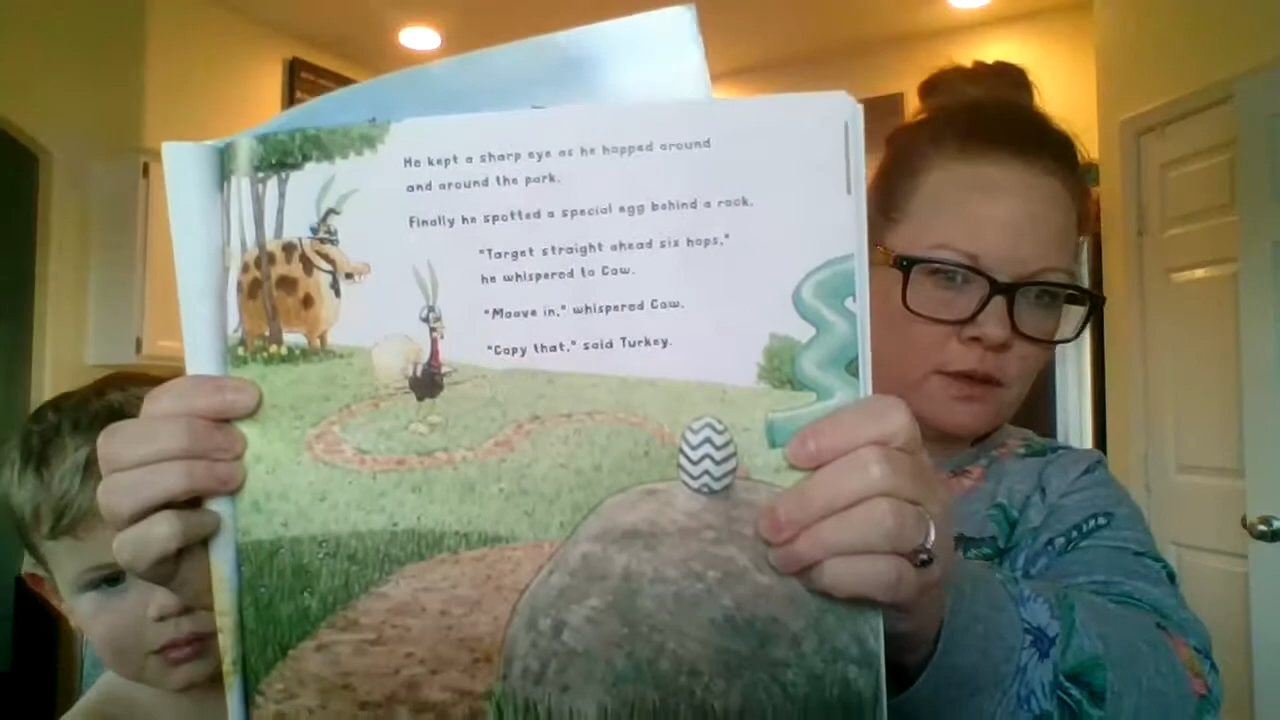 He kept a sharp eye as he hopped around
and around the park.
Finally he spotted a special egg behind a rock.
"Target straight ahead six hops,"
he whispered to Cow.
"Moove in," whispered Cow.
"Copy that," said Turkey.